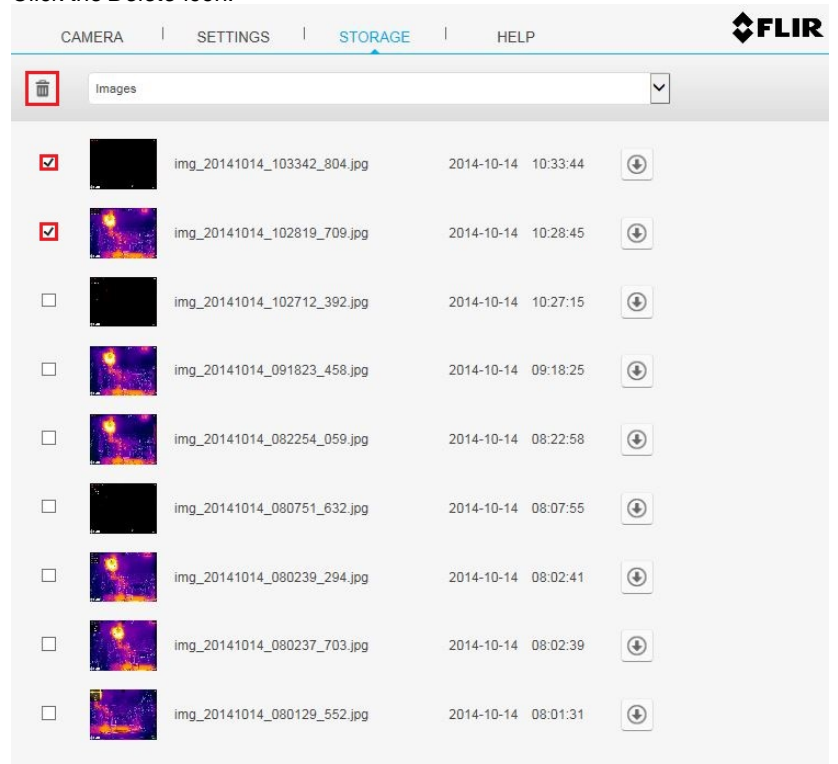 Click the Delete icon.
CAMERA | SETTINGS | STORAGE | HELP FLIR
Images
img_20141014_103342_804.jpg 2014-10-14 10:33:44
img_20141014_102819_709.jpg 2014-10-14 10:28:45
img_20141014_102712_392.jpg 2014-10-14 10:27:15
img_20141014_091823_458.jpg 2014-10-14 09:18:25
img_20141014_082254_059.jpg 2014-10-14 08:22:58
img_20141014_080751_632.jpg 2014-10-14 08:07:55
img_20141014_080239_294.jpg 2014-10-14 08:02:41
img_20141014_080237_703.jpg 2014-10-14 08:02:39
img_20141014_080129_552.jpg 2014-10-14 08:01:31